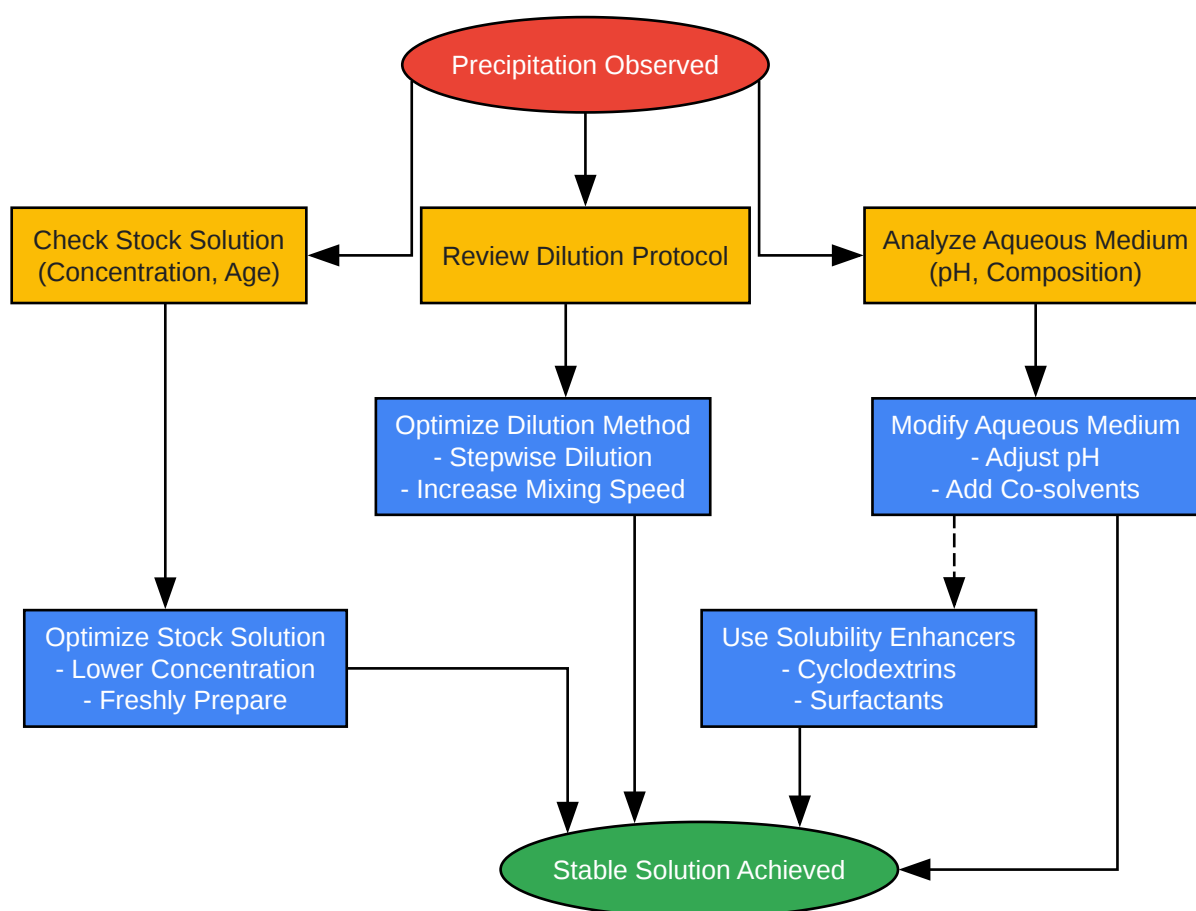 Precipitation Observed
Check Stock Solution
(Concentration, Age)
Review Dilution Protocol
Analyze Aqueous Medium
(pH, Composition)
Optimize Dilution Method
- Stepwise Dilution
- Increase Mixing Speed
Modify Aqueous Medium
- Adjust pH
- Add Co-solvents
Optimize Stock Solution
- Lower Concentration
- Freshly Prepare
Use Solubility Enhancers
- Cyclodextrins
- Surfactants
Stable Solution Achieved